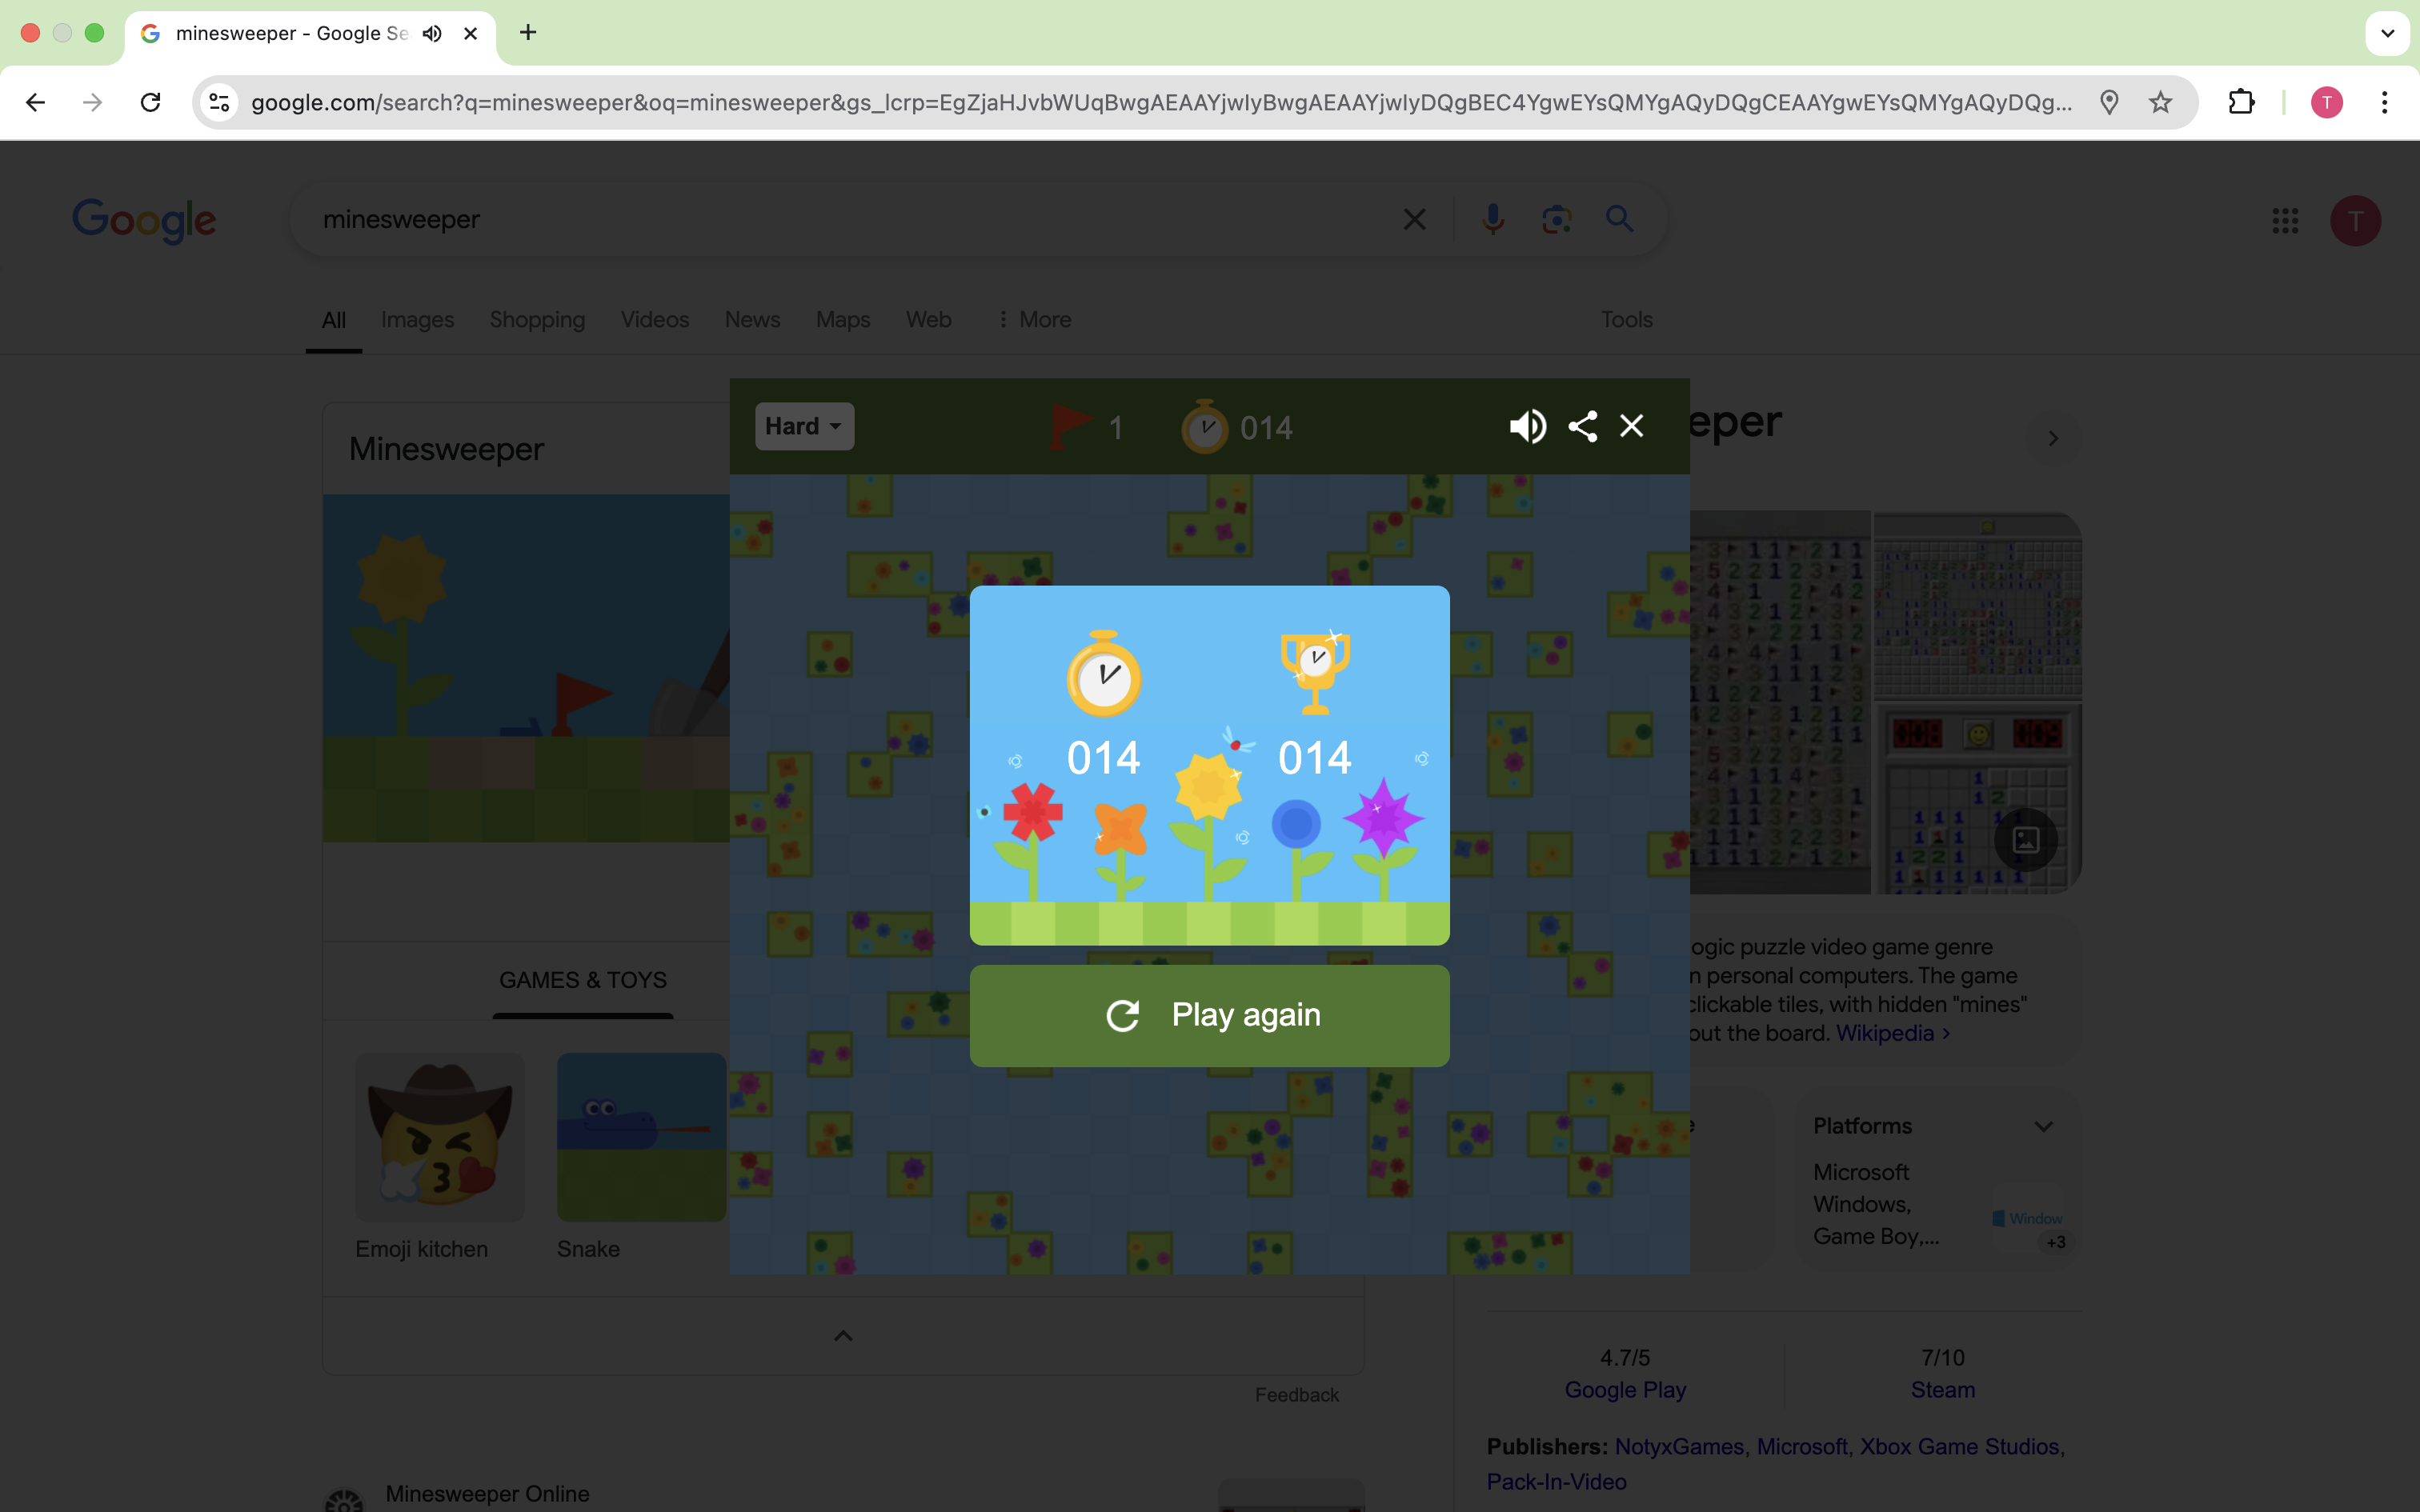 minesweeper - Google Se
google.com/search?q=minesweeper&oq=minesweeper&gs_lcrp=EgZjaHJvbWUqBwgAEAAYjwIyBwgAEAAYjwIyDQgBEC4YgwEYsQMYgAQyDQgCEAAYgwEYsQMYgAQyDQg...
T
Google
minesweeper
T
All
Images
Shopping
Videos
News
Maps
Web
More
Tools
Minesweeper
Hard
1
014
eper
014
014
Play again
GAMES & TOYS
Emoji kitchen
Snake
ogic puzzle video game genre
n personal computers. The game
clickable tiles, with hidden "mines"
out the board. Wikipedia >
Platforms
Microsoft
Windows,
Game Boy,...
Window
+3
Feedback
4.7/5
Google Play
7/10
Steam
Publishers: NotyxGames, Microsoft, Xbox Game Studios,
Pack-In-Video
Minesweeper Online